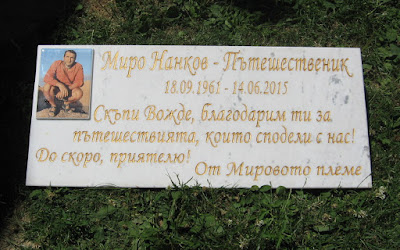 Миро Нанков - Пътешественик
18.09.1961 - 14.06.2015
Скъпи Вожде, благодарим ти за
пътешествията, които сподели с нас!
До скоро, приятелю!
От Мировото племе